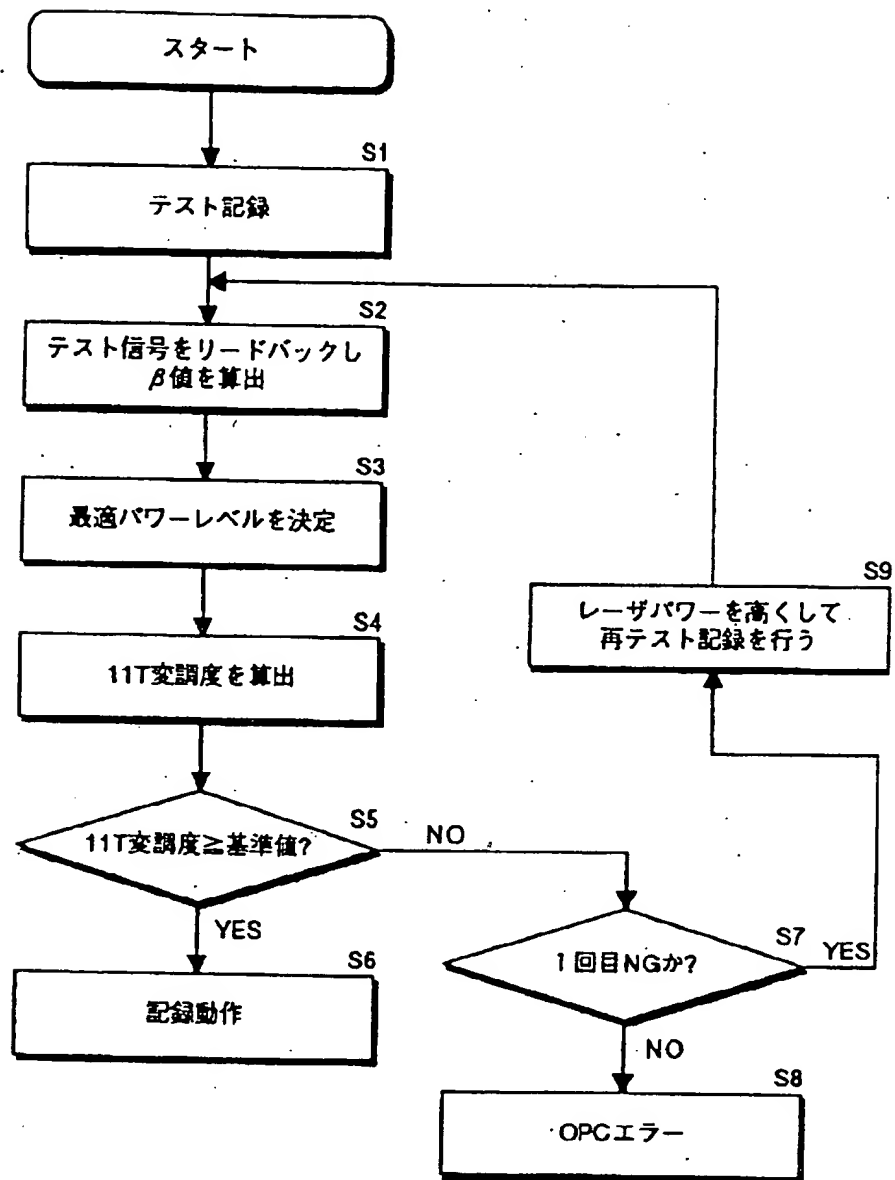 スタート
S1
テスト記録
S2
テスト信号をリードバックし
β値を算出
S3
最適パワーレベルを決定
S4
11T変調度を算出
S5
11T変調度≧基準値?
NO
YES
S6
記録動作
S7
1回目NGか?
YES
NO
S8
OPCエラー
S9
レーザパワーを高くして
再テスト記録を行う